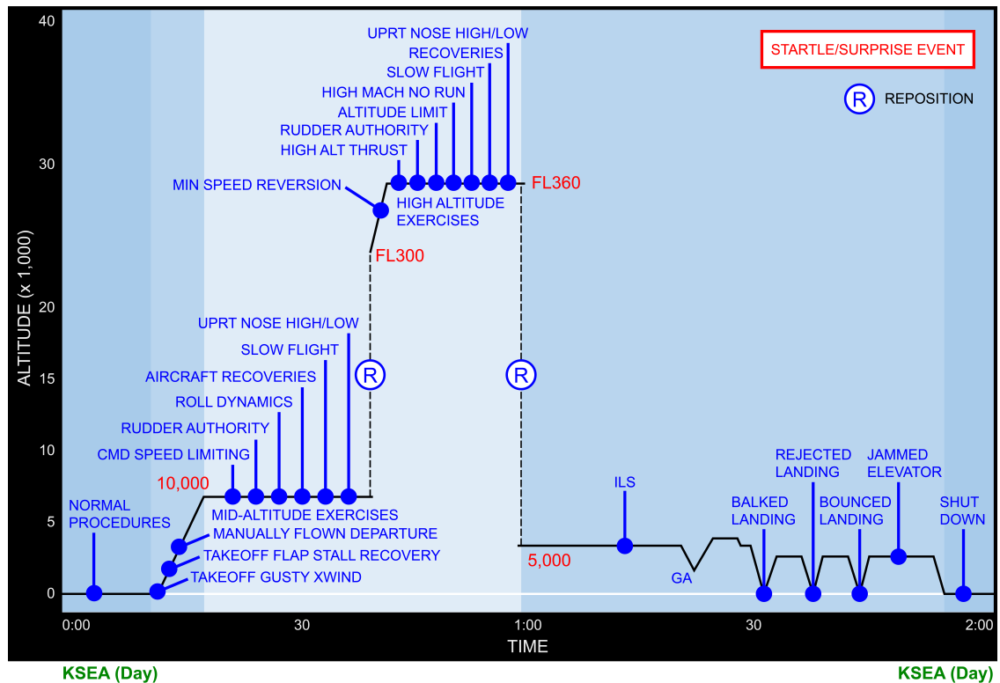 40
30
20
15
10
5
0
ALTITUDE (x 1,000)
UPRT NOSE HIGH/LOW
RECOVERIES
SLOW FLIGHT
HIGH MACH NO RUN
ALTITUDE LIMIT
RUDDER AUTHORITY
HIGH ALT THRUST
MIN SPEED REVERSION
HIGH ALTITUDE
EXERCISES
FL360
FL300
STARTLE/SURPRISE EVENT
R
REPOSITION
UPRT NOSE HIGH/LOW
SLOW FLIGHT
AIRCRAFT RECOVERIES
ROLL DYNAMICS
RUDDER AUTHORITY
CMD SPEED LIMITING
10,000
R
R
NORMAL
PROCEDURES
MID-ALTITUDE EXERCISES
MANUALLY FLOWN DEPARTURE
TAKEOFF FLAP STALL RECOVERY
TAKEOFF GUSTY XWIND
5,000
ILS
GA
BALKED
LANDING
REJECTED
LANDING
BOUNCED
LANDING
JAMMED
ELEVATOR
SHUT
DOWN
0:00
30
1:00
30
2:00
TIME
KSEA (Day)
KSEA (Day)